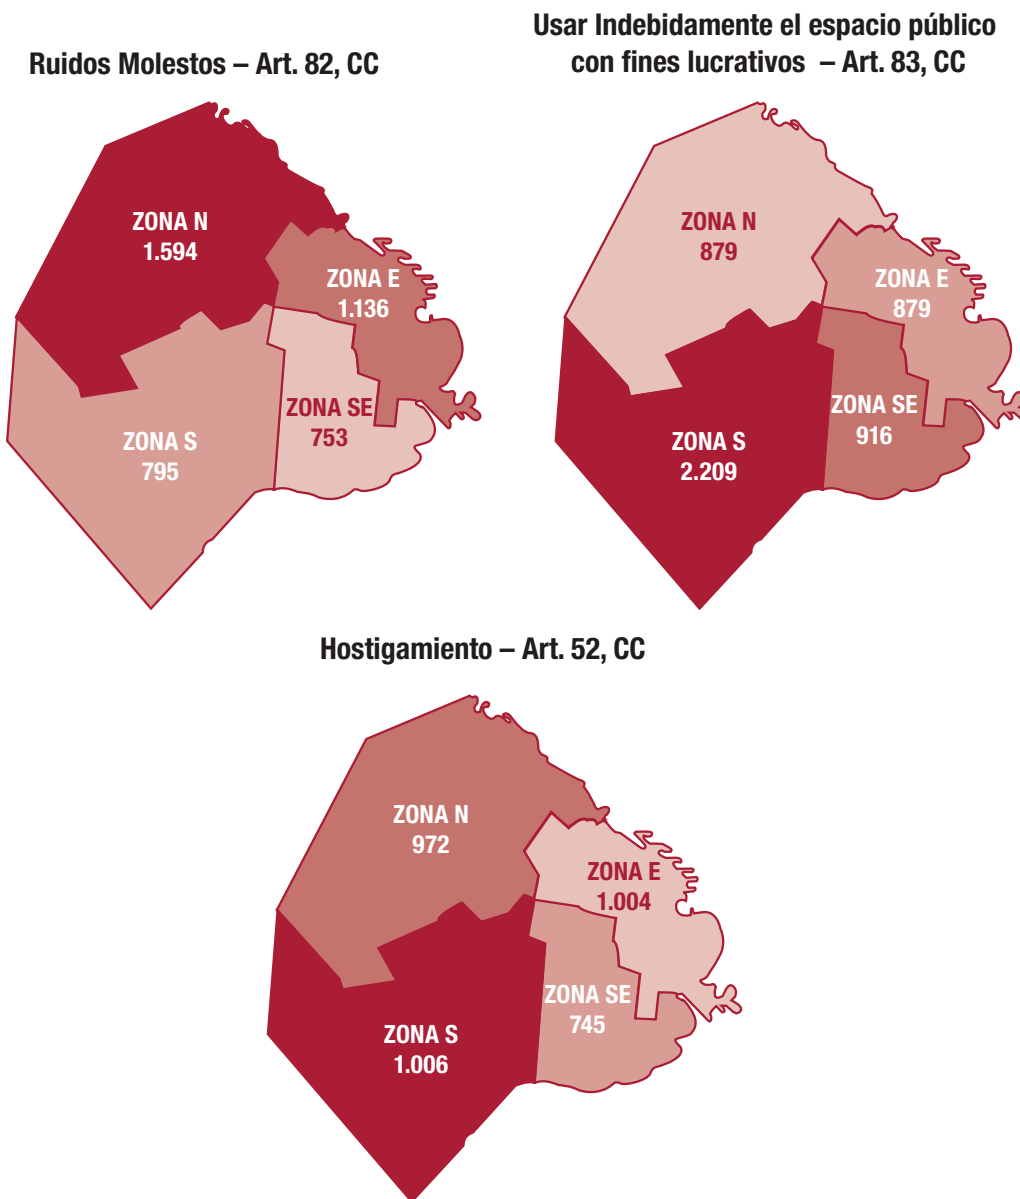 Ruidos Molestos – Art. 82, CC
ZONA N
1.594
ZONA E
1.136
ZONA SE
753
ZONA S
795
Usar Indebidamente el espacio público
con fines lucrativos – Art. 83, CC
ZONA N
879
ZONA E
879
ZONA SE
916
ZONA S
2.209
Hostigamiento – Art. 52, CC
ZONA N
972
ZONA E
1.004
ZONA SE
745
ZONA S
1.006